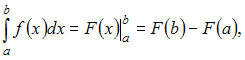 ∫_a^b f(x)dx = F(x)|_a^b = F(b) − F(a),